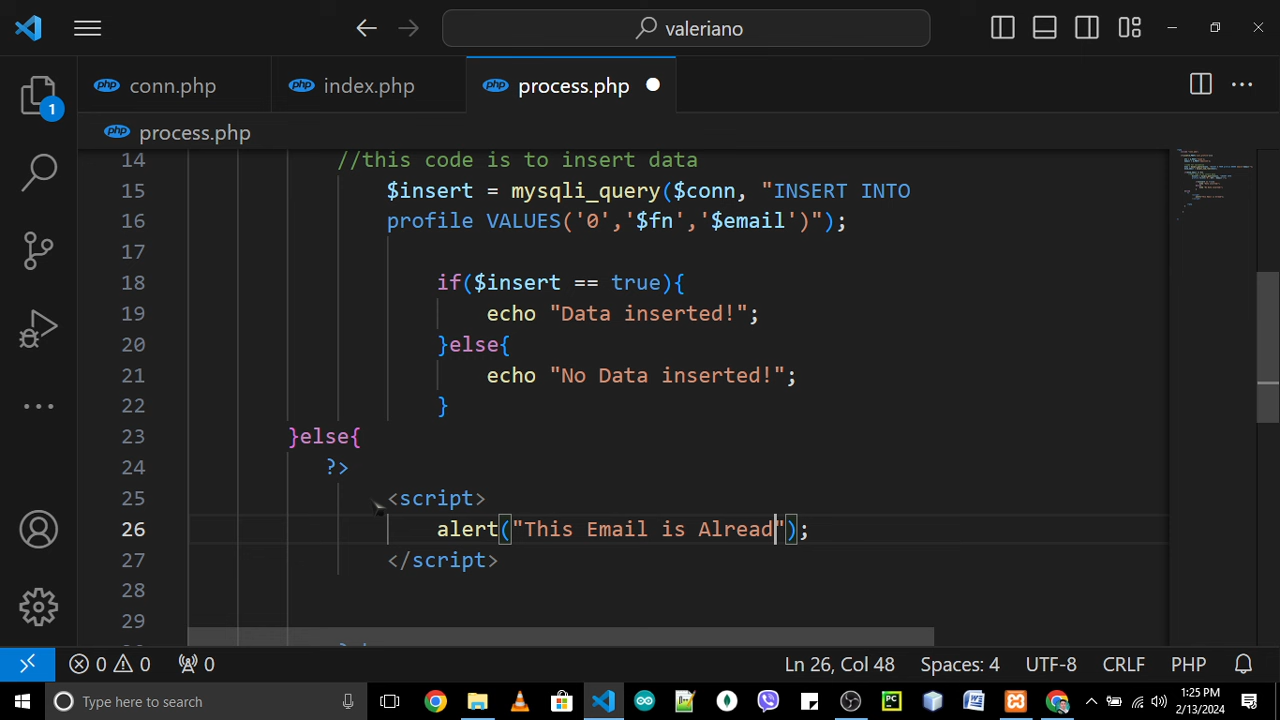 valeriano
conn.php
index.php
process.php
1
process.php
14 //this code is to insert data
15 $insert = mysqli_query($conn, "INSERT INTO
16 profile VALUES('0','$fn','$email')");
17
18 if($insert == true){
19 echo "Data inserted!";
20 }else{
21 echo "No Data inserted!";
22 }
23 }else{
24 ?>
25 <script>
26 alert("This Email is Alread");
27 </script>
28
29
0 0 0 Ln 26, Col 48 Spaces: 4 UTF-8 CRLF PHP
Type here to search
1:25 PM
2/13/2024